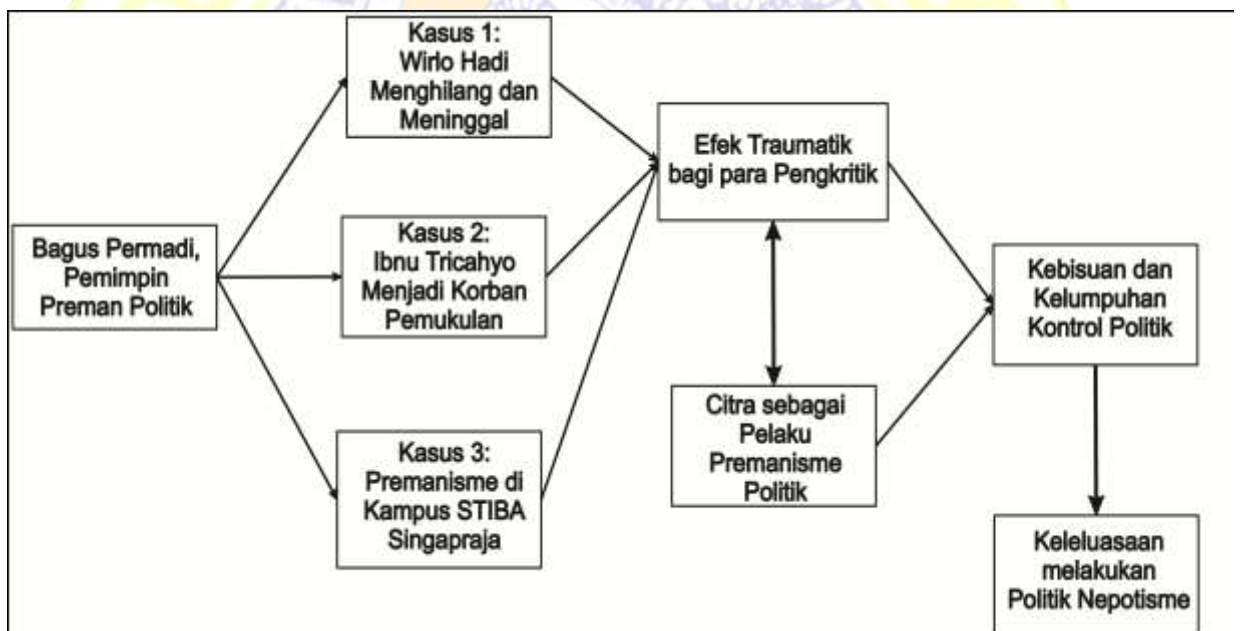 Kasus 1:
Wirlo Hadi
Menghilang dan
Meninggal
Efek Traumatik
bagi para Pengkritik
Bagus Permadi,
Pemimpin
Preman Politik
Kasus 2:
Ibnu Tricahyo
Menjadi Korban
Pemukulan
Kebisuan dan
Kelumpuhan
Kontrol Politik
Citra sebagai
Pelaku
Premanisme
Politik
Kasus 3:
Premanisme di
Kampus STIBA
Singapraja
Keleluasaan
melakukan
Politik Nepotisme